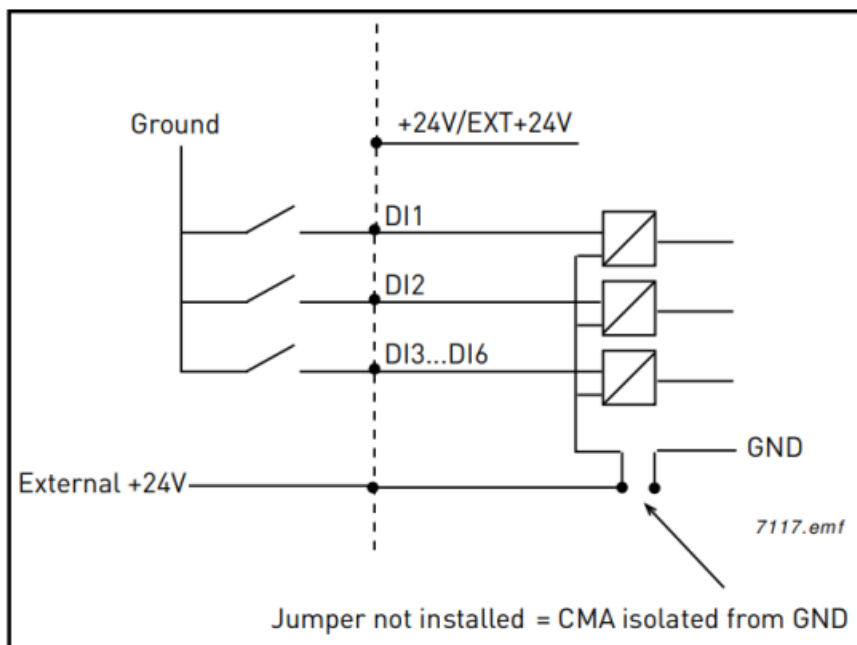 Ground
+24V/EXT+24V
DI1
DI2
DI3...DI6
GND
External +24V
7117.emf
Jumper not installed = CMA isolated from GND